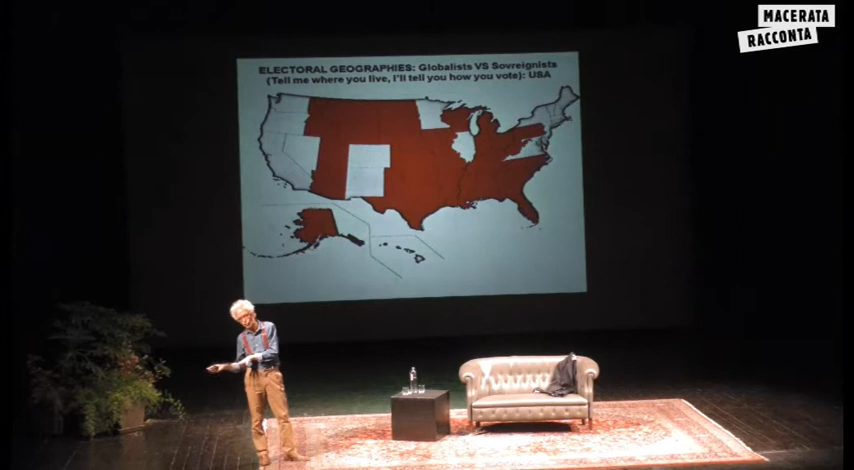 MACERATA
RACCONTA
ELECTORAL GEOGRAPHIES: Globalists VS Sovreignists
(Tell me where you live, I'll tell you how you vote): USA